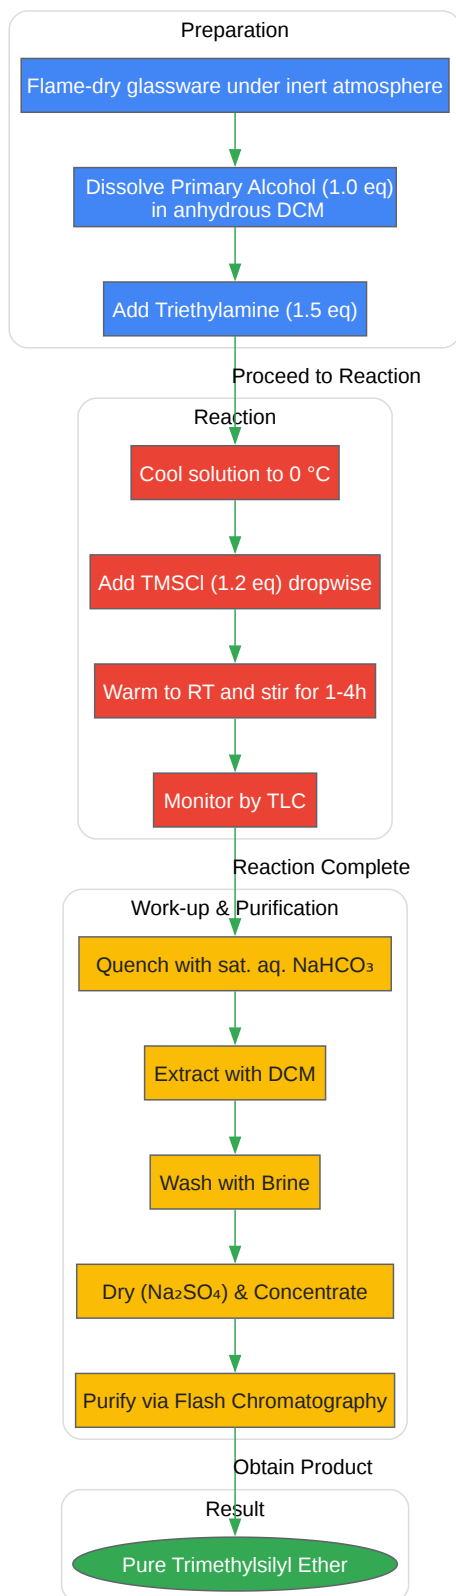 Preparation
Flame-dry glassware under inert atmosphere
Dissolve Primary Alcohol (1.0 eq)
in anhydrous DCM
Add Triethylamine (1.5 eq)
Proceed to Reaction
Reaction
Cool solution to 0 °C
Add TMSCl (1.2 eq) dropwise
Warm to RT and stir for 1-4h
Monitor by TLC
Reaction Complete
Work-up & Purification
Quench with sat. aq. NaHCO₃
Extract with DCM
Wash with Brine
Dry (Na₂SO₄) & Concentrate
Purify via Flash Chromatography
Obtain Product
Result
Pure Trimethylsilyl Ether